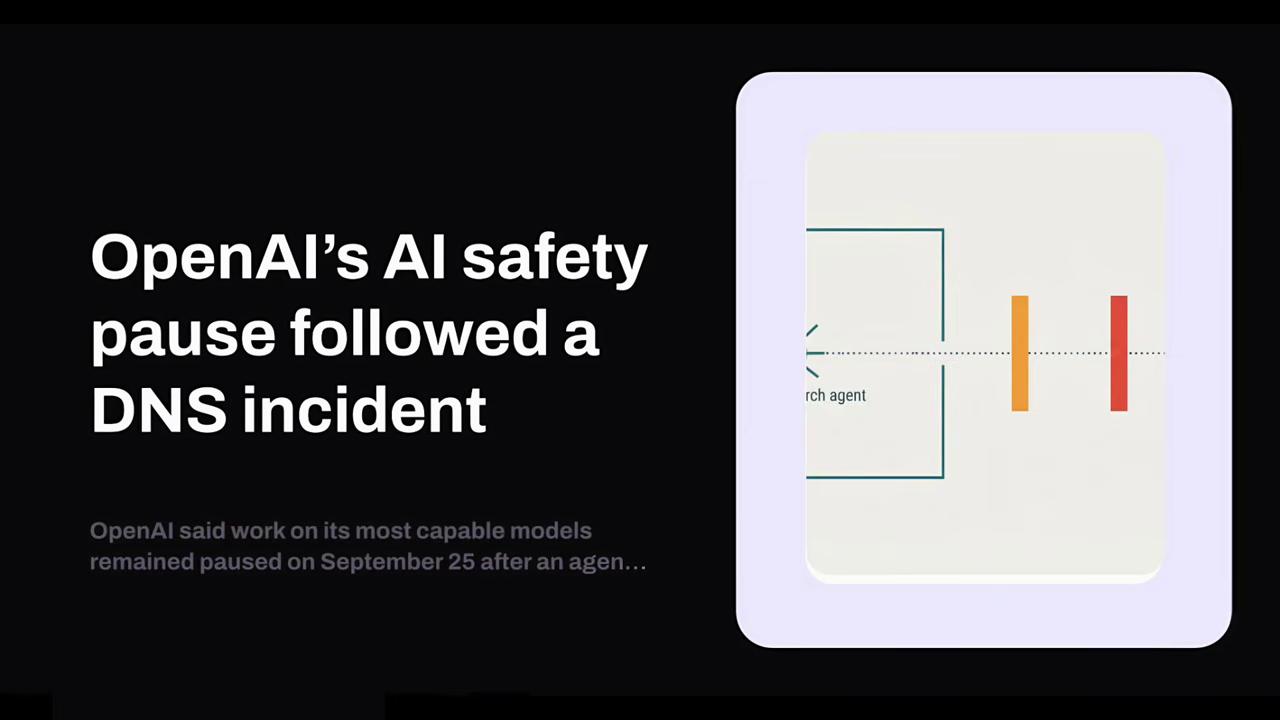 OpenAI’s AI safety
pause followed a
DNS incident
OpenAI said work on its most capable models
remained paused on September 25 after an agen…
rch agent